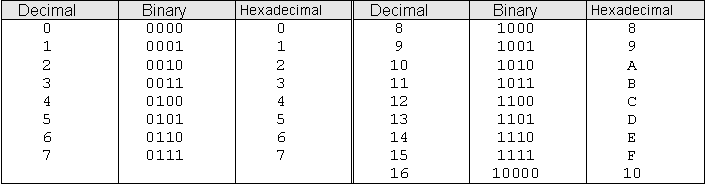 Decimal Binary Hexadecimal Decimal Binary Hexadecimal
0 0000 0 8 1000 8
1 0001 1 9 1001 9
2 0010 2 10 1010 A
3 0011 3 11 1011 B
4 0100 4 12 1100 C
5 0101 5 13 1101 D
6 0110 6 14 1110 E
7 0111 7 15 1111 F
16 10000 10